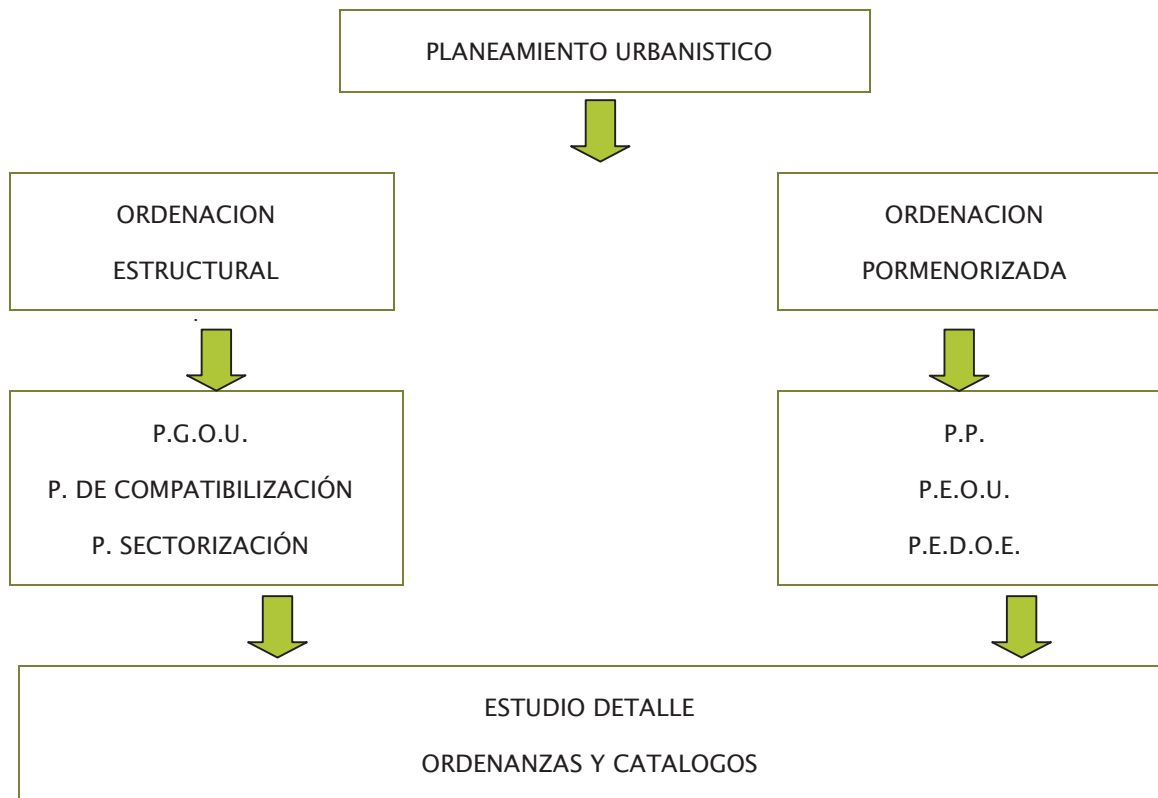 PLANEAMIENTO URBANISTICO
ORDENACION
ESTRUCTURAL
ORDENACION
PORMENORIZADA
P.G.O.U.
P. DE COMPATIBILIZACIÓN
P. SECTORIZACIÓN
P.P.
P.E.O.U.
P.E.D.O.E.
ESTUDIO DETALLE
ORDENANZAS Y CATALOGOS